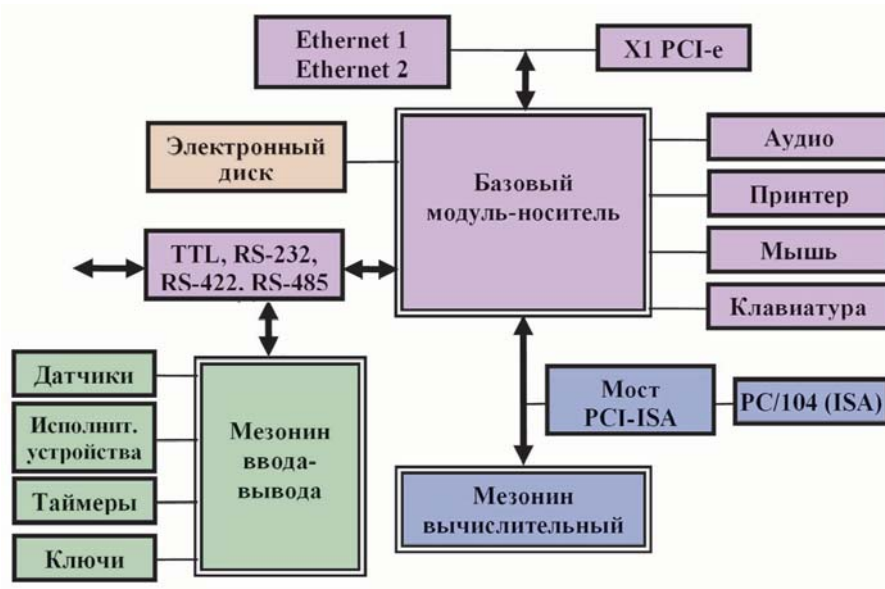 Ethernet 1
Ethernet 2
X1 PCI-e
Электронный
диск
Базовый
модуль-носитель
Аудио
Принтер
Мышь
Клавиатура
TTL, RS-232,
RS-422, RS-485
Датчики
Исполнит.
устройства
Таймеры
Ключи
Мезонин
ввода-
вывода
Мост
PCI-ISA
PC/104 (ISA)
Мезонин
вычислительный